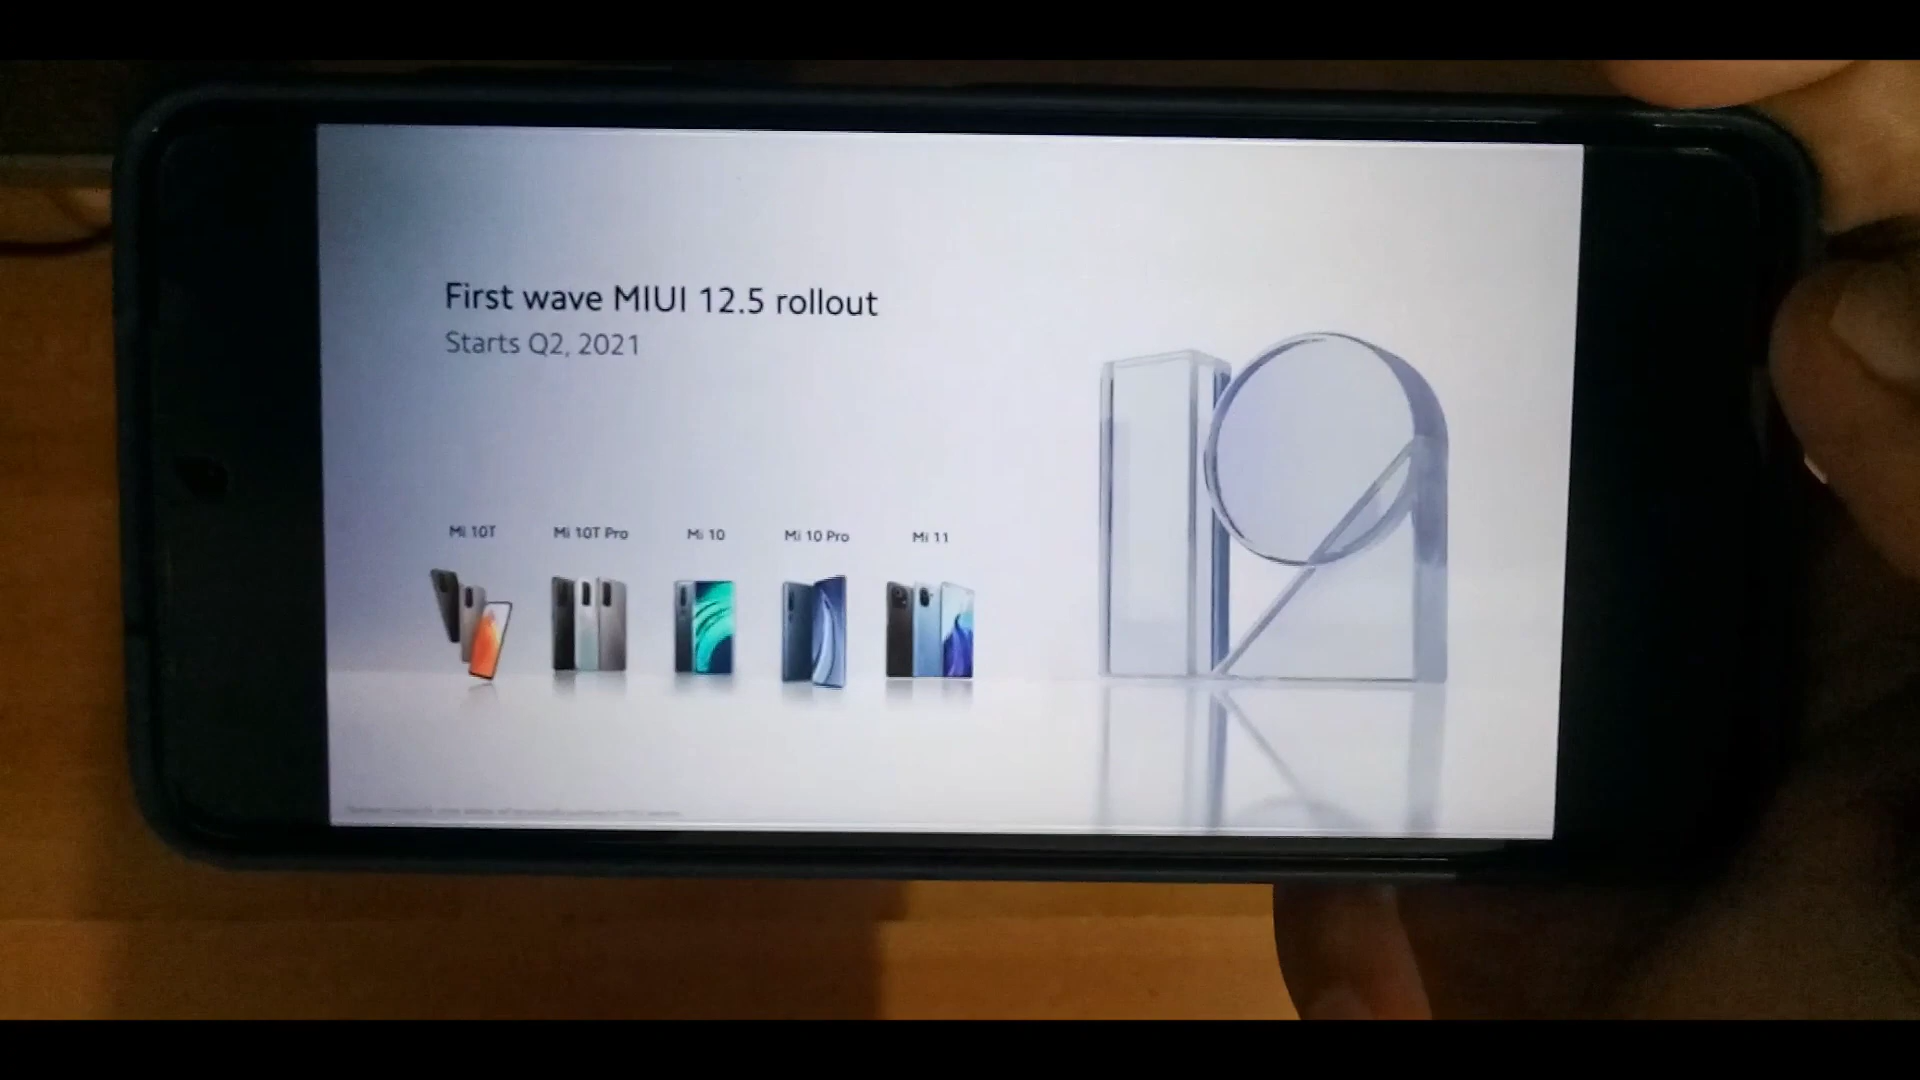 First wave MIUI 12.5 rollout
Starts Q2, 2021
Mi 10T Mi 10T Pro Mi 10 Mi 10 Pro Mi 11